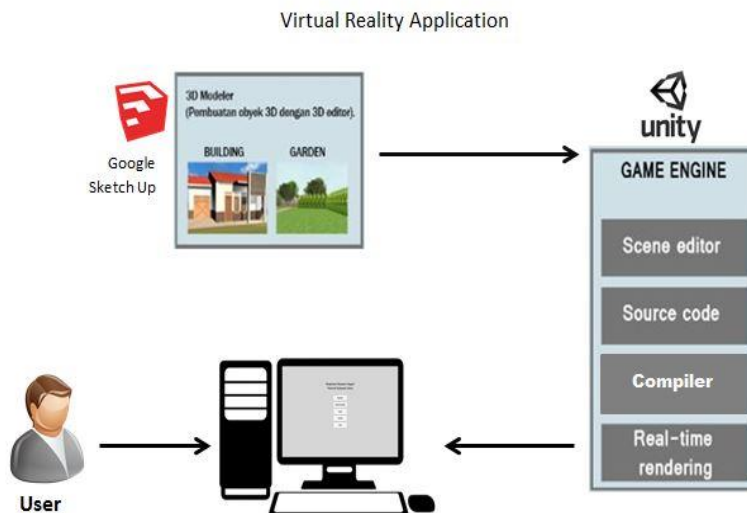 Virtual Reality Application
3D Modeler
(Pembuatan obyek 3D dengan 3D editor).
BUILDING GARDEN
Google
Sketch Up
unity
GAME ENGINE
Scene editor
Source code
Compiler
Real-time
rendering
User